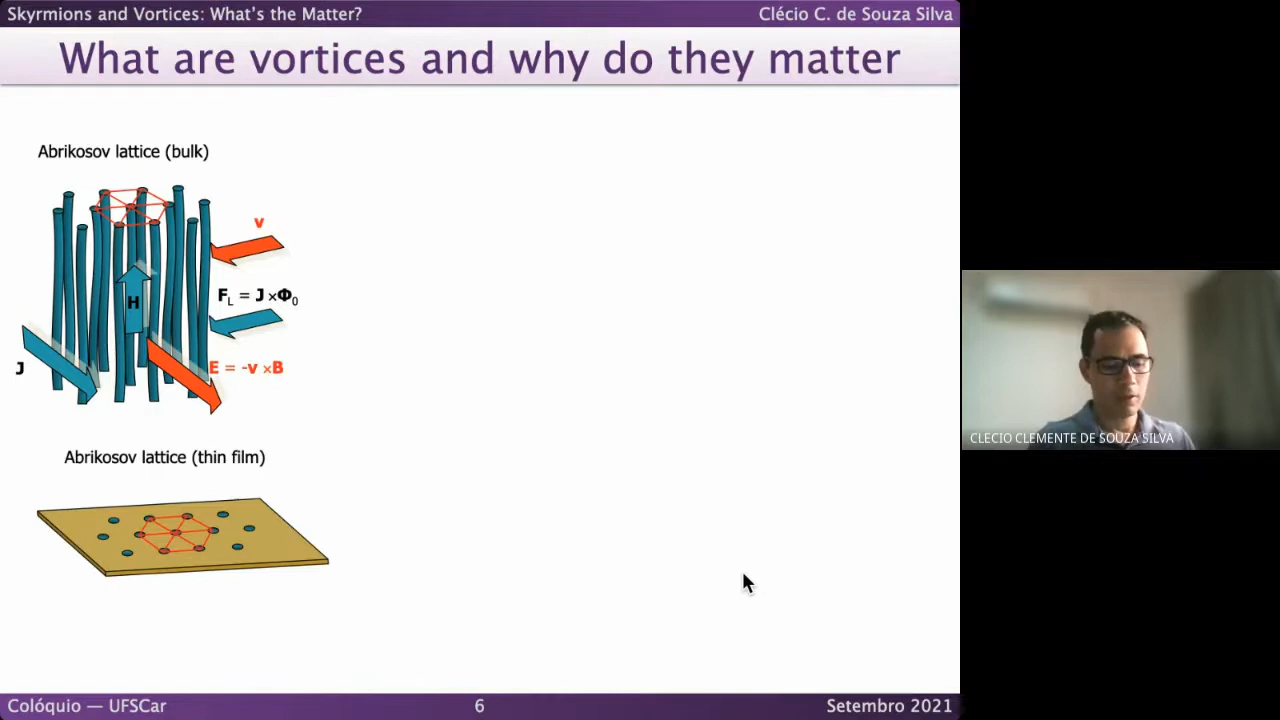 Skyrmions and Vortices: What's the Matter?
Clécio C. de Souza Silva
What are vortices and why do they matter
Abrikosov lattice (bulk)
v
H
F_L = J×Φ₀
J
E = -v ×B
Abrikosov lattice (thin film)
CLECIO CLEMENTE DE SOUZA SILVA
Colóquio — UFSCar
6
Setembro 2021